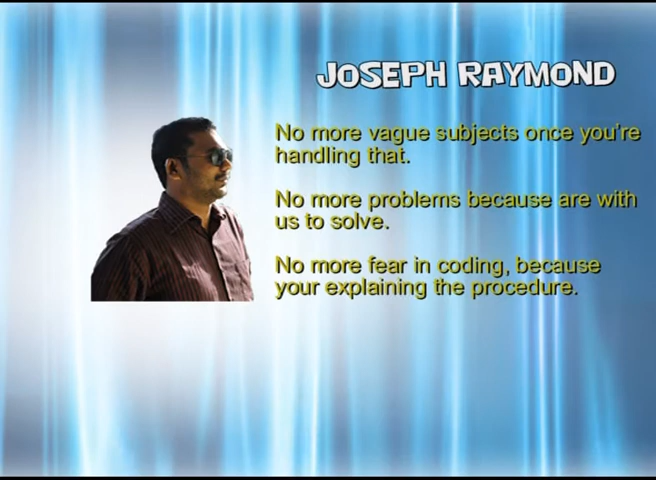 JOSEPH RAYMOND
No more vague subjects once you're
handling that.
No more problems because are with
us to solve.
No more fear in coding, because
your explaining the procedure.